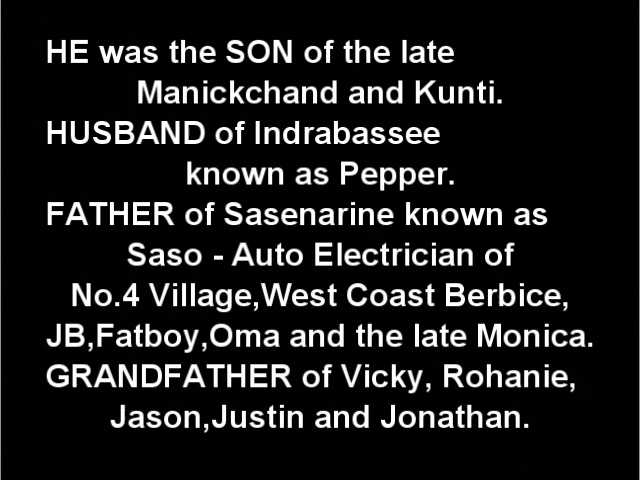 HE was the SON of the late
Manickchand and Kunti.
HUSBAND of Indrabassee
known as Pepper.
FATHER of Sasenarine known as
Saso - Auto Electrician of
No.4 Village,West Coast Berbice,
JB,Fatboy,Oma and the late Monica.
GRANDFATHER of Vicky, Rohanie,
Jason,Justin and Jonathan.